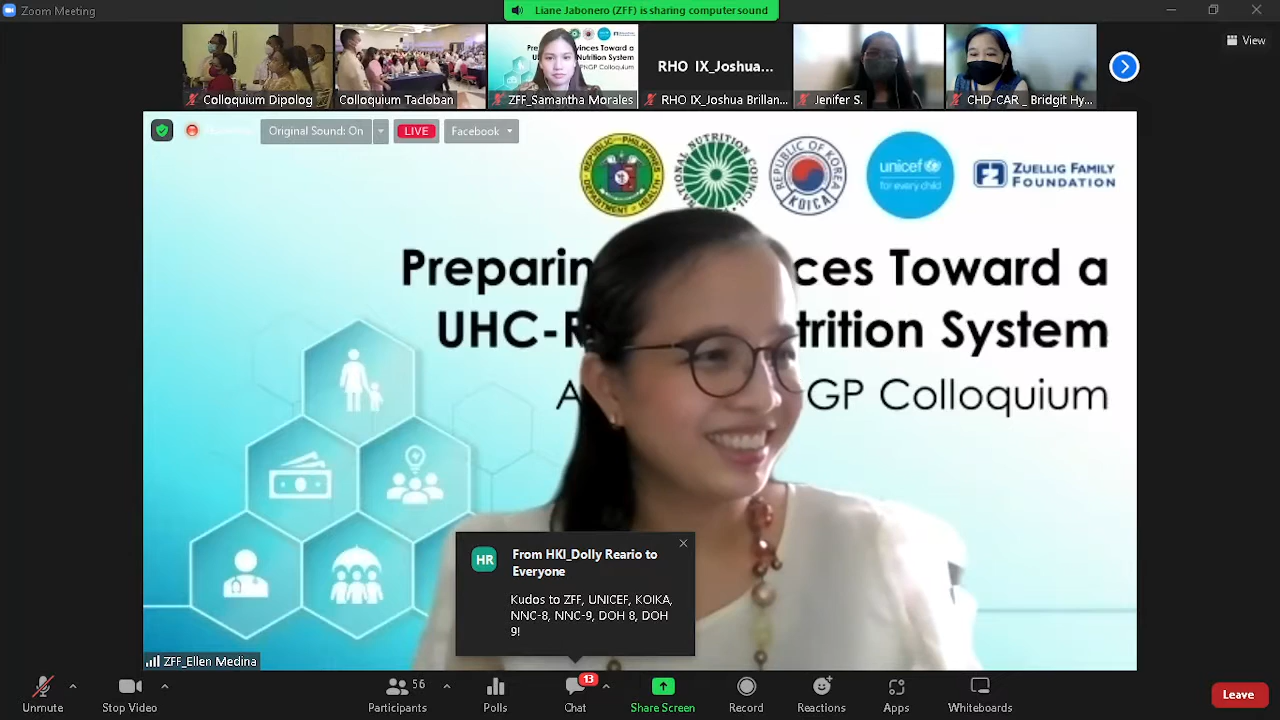 Zoom Meeting
Liane Jabonero (ZFF) is sharing computer sound
View
Colloquium Dipolog
Colloquium Tacloban
ZFF_Samantha Morales
RHO IX_Joshua...
RHO IX_Joshua Brillan...
Jenifer S.
CHD-CAR _ Bridgit Hy...
Original Sound: On
LIVE
Facebook
REPUBLIC OF KOREA
KOICA
unicef
for every child
ZUELLIG FAMILY
FOUNDATION
Preparin ces Toward a
UHC-R trition System
A GP Colloquium
HR
From HKI_Dolly Reario to
Everyone
Kudos to ZFF, UNICEF, KOIKA,
NNC-8, NNC-9, DOH 8, DOH
9!
ZFF_Ellen Medina
Unmute
Stop Video
56
Participants
Polls
13
Chat
Share Screen
Record
Reactions
Apps
Whiteboards
Leave